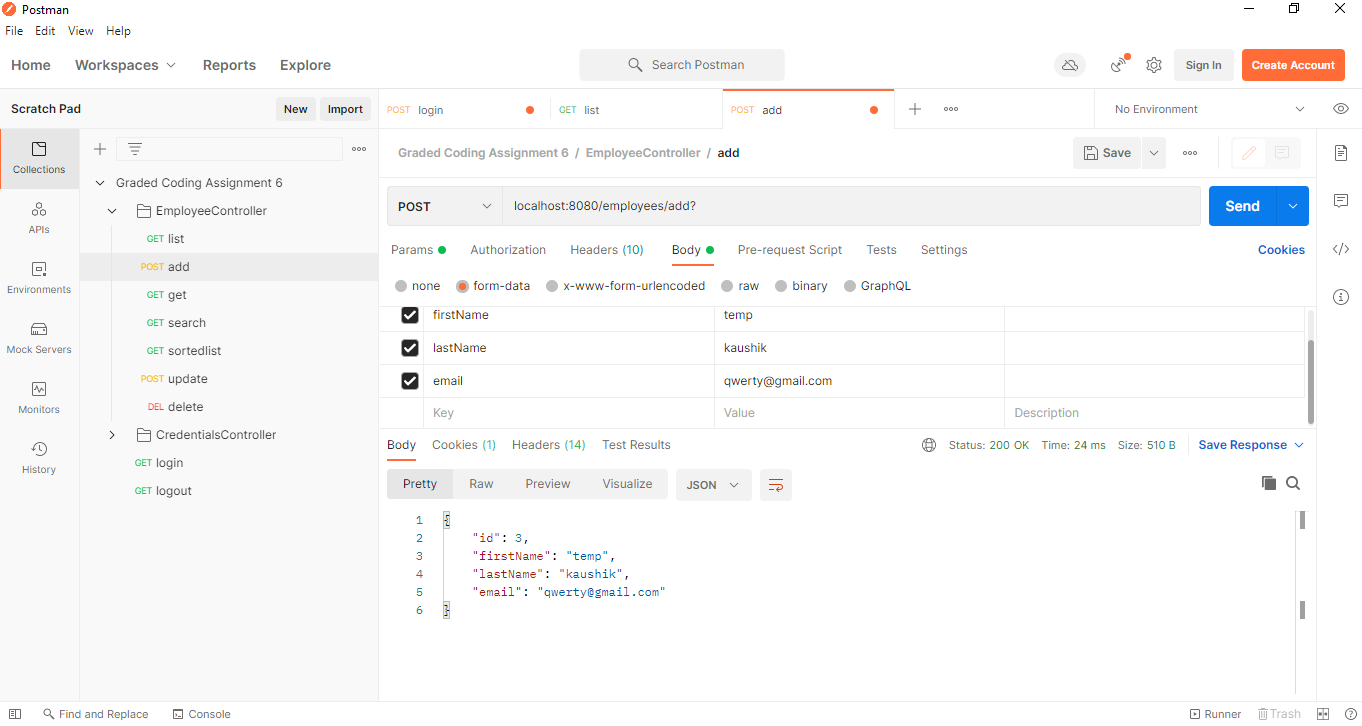 Postman
File Edit View Help
Home Workspaces Reports Explore Search Postman Sign In Create Account
Scratch Pad New Import
POST login GET list POST add No Environment
Collections
APIs
Environments
Mock Servers
Monitors
History
Graded Coding Assignment 6
EmployeeController
GET list
POST add
GET get
GET search
GET sortedlist
POST update
DEL delete
CredentialsController
GET login
GET logout
Graded Coding Assignment 6 / EmployeeController / add Save
POST localhost:8080/employees/add? Send
Params Authorization Headers (10) Body Pre-request Script Tests Settings Cookies
none form-data x-www-form-urlencoded raw binary GraphQL
firstName temp
lastName kaushik
email qwerty@gmail.com
Key Value Description
Body Cookies (1) Headers (14) Test Results Status: 200 OK Time: 24 ms Size: 510 B Save Response
Pretty Raw Preview Visualize JSON
1 {
2 "id": 3,
3 "firstName": "temp",
4 "lastName": "kaushik",
5 "email": "qwerty@gmail.com"
6 }
Find and Replace Console Runner Trash